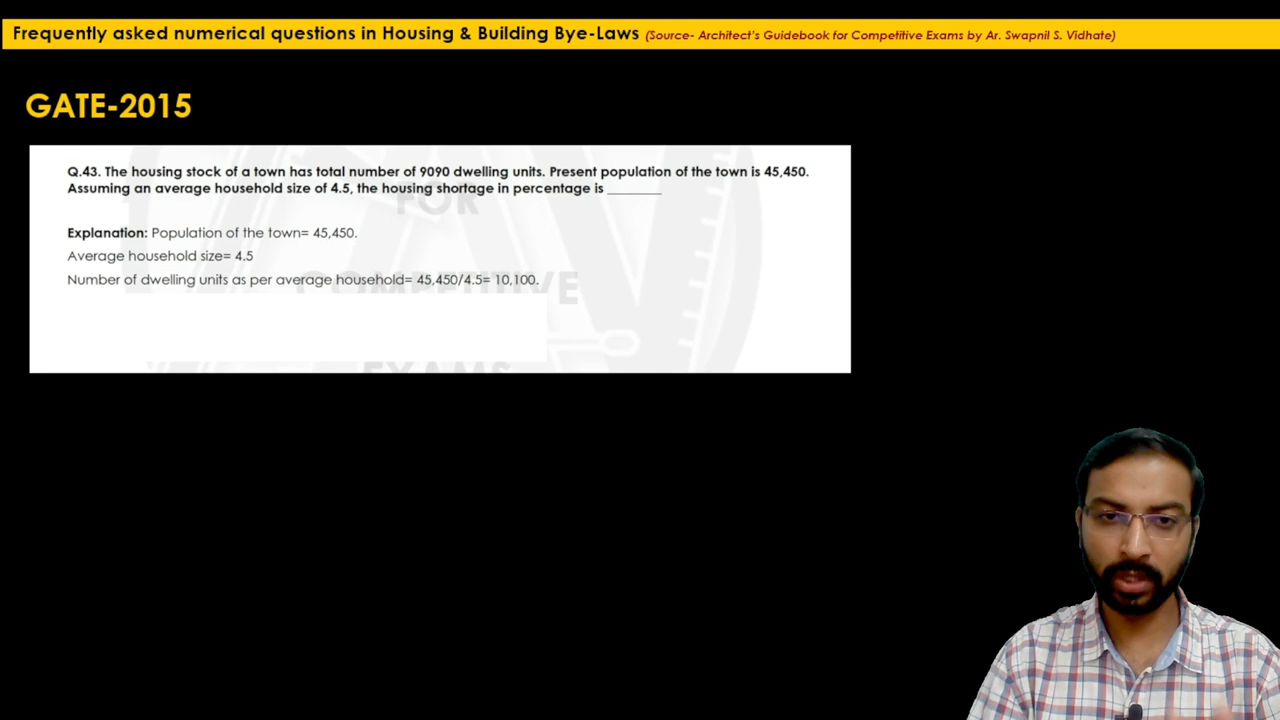 Frequently asked numerical questions in Housing & Building Bye-Laws (Source- Architect's Guidebook for Competitive Exams by Ar. Swapnil S. Vidhate)
GATE-2015
Q.43. The housing stock of a town has total number of 9090 dwelling units. Present population of the town is 45,450.
Assuming an average household size of 4.5, the housing shortage in percentage is ________
FOR
Explanation: Population of the town= 45,450.
Average household size= 4.5
Number of dwelling units as per average household= 45,450/4.5= 10,100.
COMPETITIVE
EXAMS